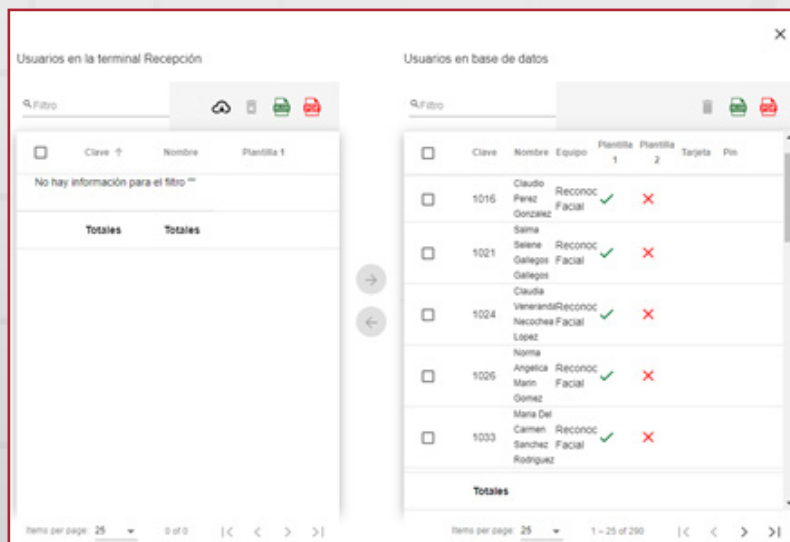 Usuarios en la terminal Recepción
Filtro
Clave ↑ Nombre Plantilla 1
No hay información para el filtro ""
Totales Totales
Items per page: 25 0 of 0
Usuarios en base de datos
Filtro
Clave Nombre Equipo Plantilla 1 Plantilla 2 Tarjeta Pin
1016 Claudio Perez Gonzalez Reconoc Facial
1021 Saima Selene Gallegos Gallegos Reconoc Facial
1024 Claudia Veneranda Necochea Lopez Reconoc Facial
1026 Norma Angelica Marin Gomez Reconoc Facial
1033 Maria Del Carmen Sanchez Rodriguez Reconoc Facial
Totales
Items per page: 25 1 – 25 of 290